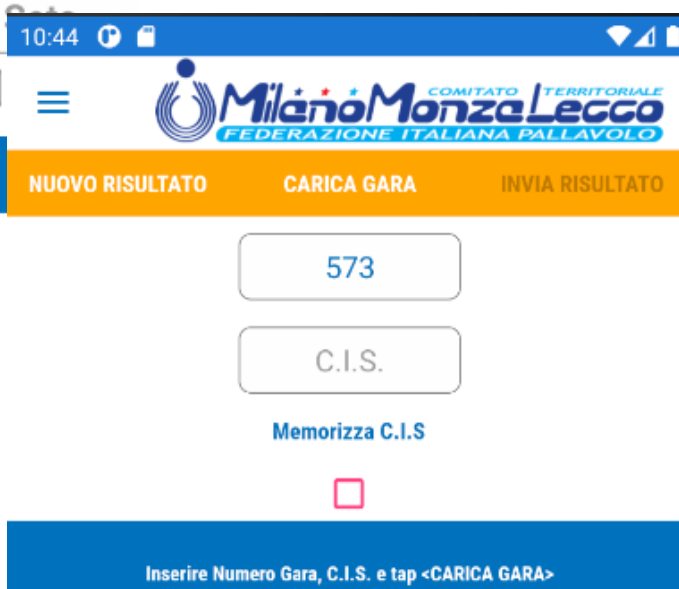 10:44
COMITATO TERRITORIALE
MilanoMonzaLecco
FEDERAZIONE ITALIANA PALLAVOLO
NUOVO RISULTATO CARICA GARA INVIA RISULTATO
573
C.I.S.
Memorizza C.I.S
Inserire Numero Gara, C.I.S. e tap <CARICA GARA>